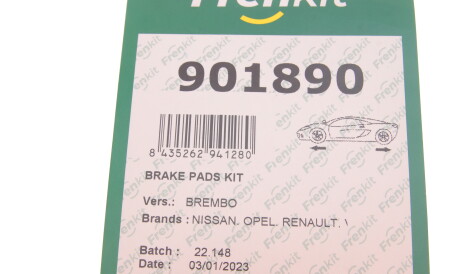 Frenkit
901890
8 435262 941280
BRAKE PADS KIT
Vers.: BREMBO
Brands : NISSAN, OPEL, RENAULT, V
Batch : 22.148
Date : 03/01/2023